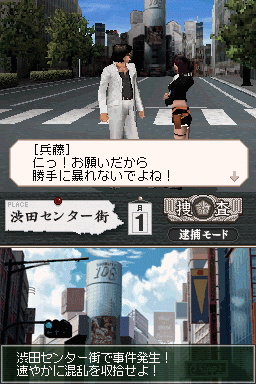 [兵藤]
仁っ！お願いだから
勝手に暴れないでよね！
PLACE
渋田センター街
月
1
捜査
逮捕モード
渋田センター街で事件発生！
速やかに混乱を収拾せよ！